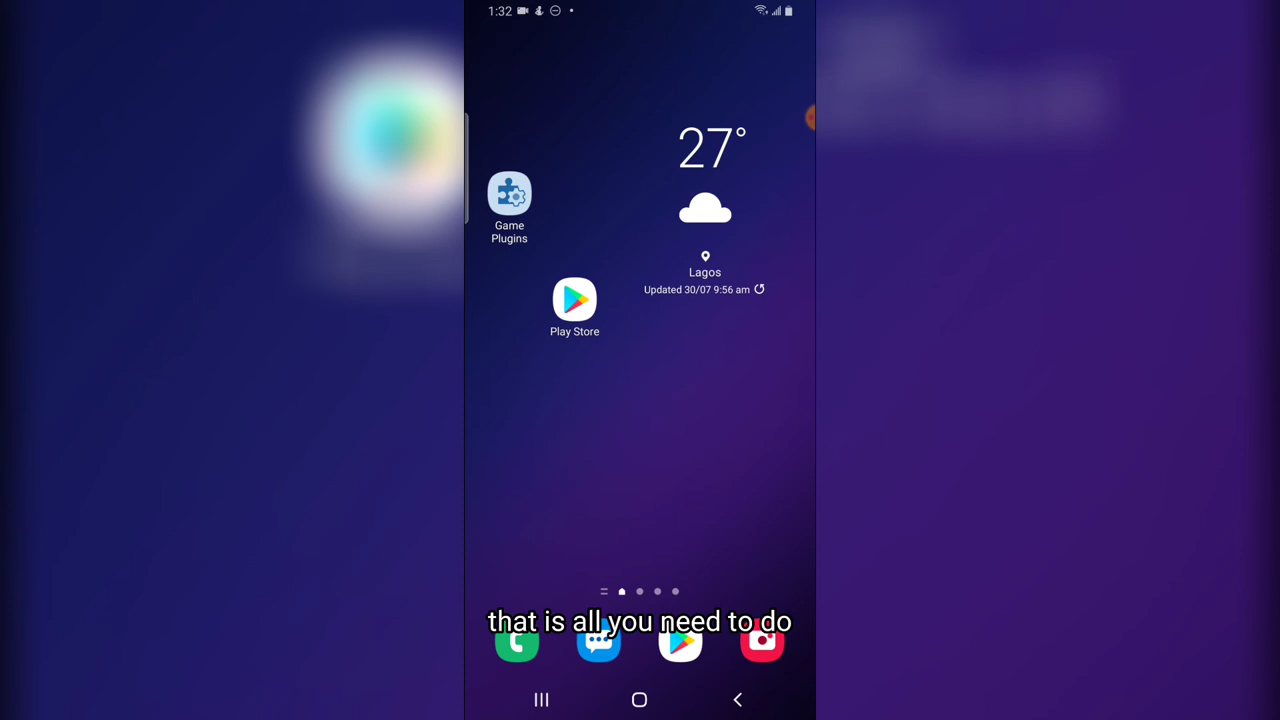 1:32
27°
Game
Plugins
Lagos
Updated 30/07 9:56 am
Play Store
that is all you need to do